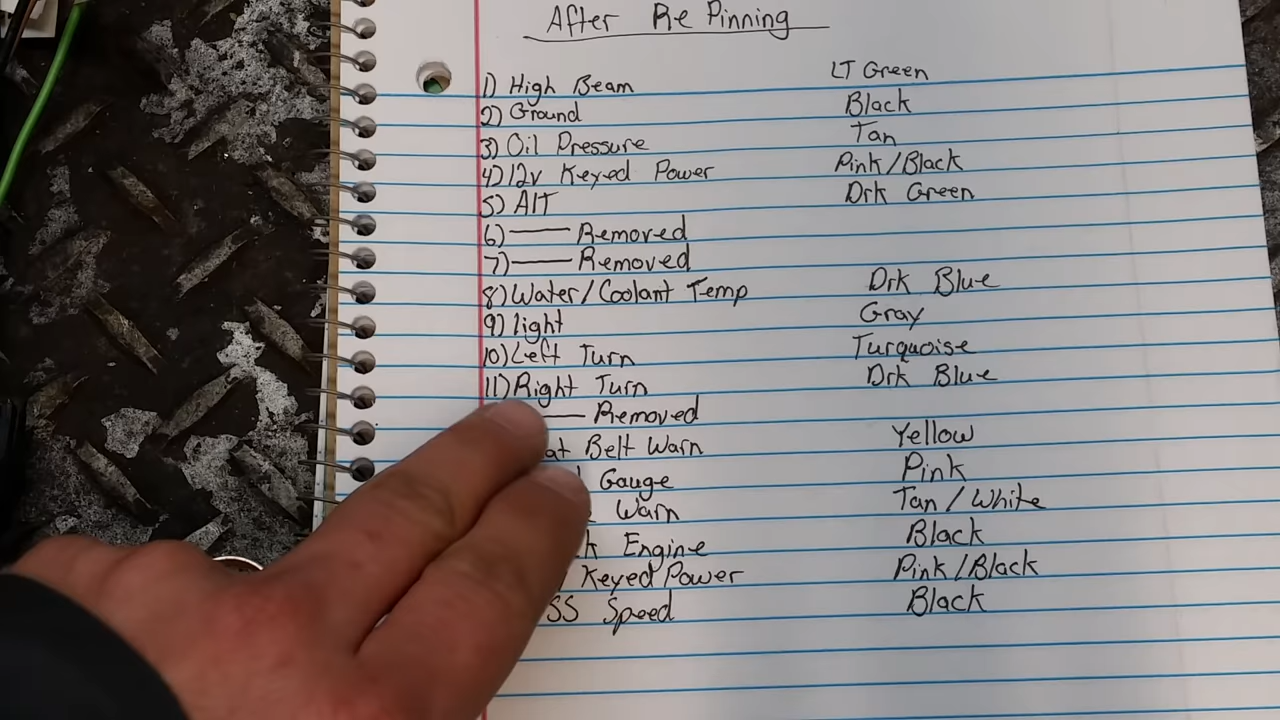 After Re Pinning
1) High Beam LT Green
2) Ground Black
3) Oil Pressure Tan
4) 12v Keyed Power Pink/Black
5) AlT Drk Green
6) —— Removed
7) —— Removed
8) Water/Coolant Temp Drk Blue
9) light Gray
10) Left Turn Turquoise
11) Right Turn Drk Blue
—— Removed
at Belt Warn Yellow
Gauge Pink
Warn Tan / White
k Engine Black
Keyed Power Pink/Black
SS Speed Black